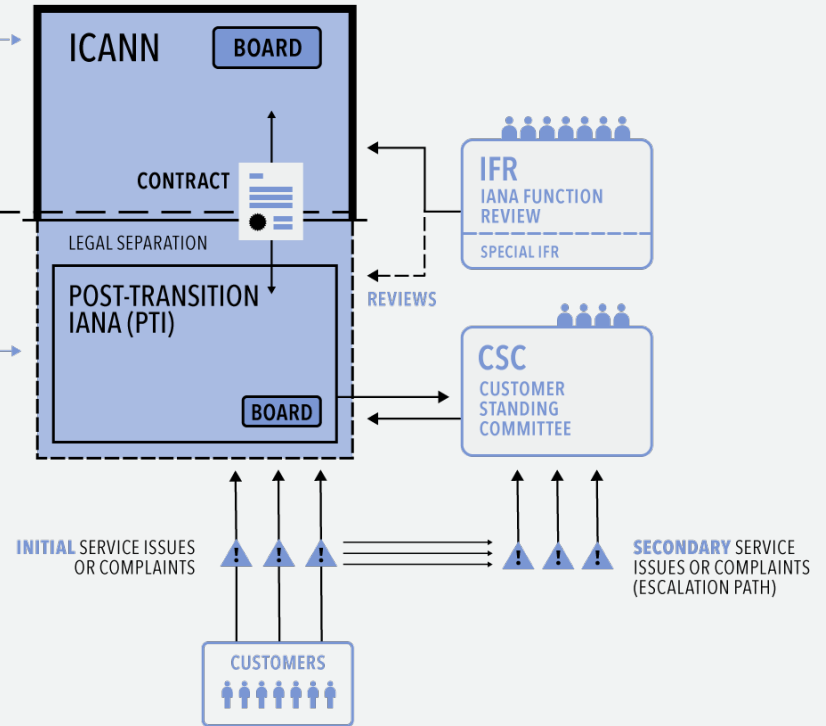 ICANN
BOARD
CONTRACT
LEGAL SEPARATION
POST-TRANSITION
IANA (PTI)
BOARD
IFR
IANA FUNCTION
REVIEW
SPECIAL IFR
REVIEWS
CSC
CUSTOMER
STANDING
COMMITTEE
INITIAL SERVICE ISSUES
OR COMPLAINTS
! ! ! ! ! !
SECONDARY SERVICE
ISSUES OR COMPLAINTS
(ESCALATION PATH)
CUSTOMERS